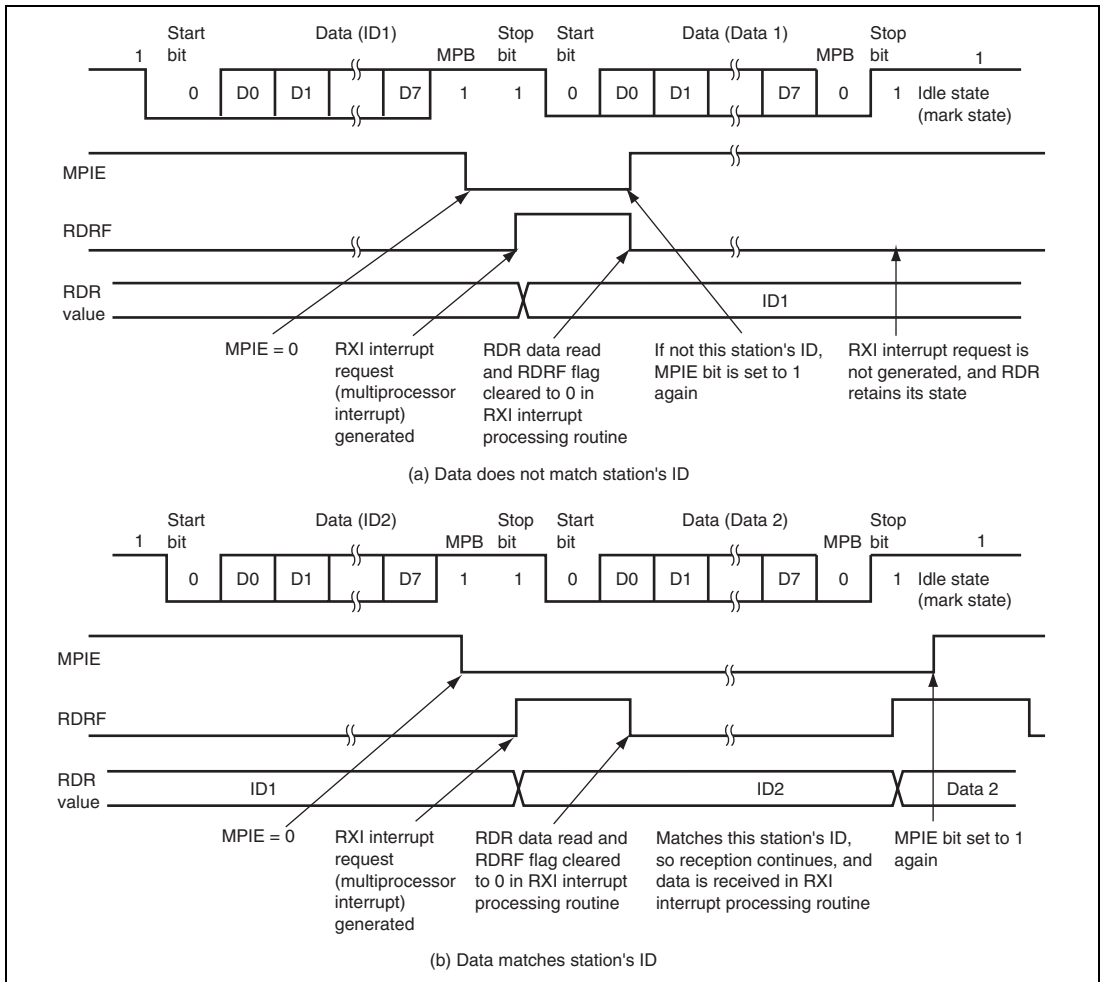 Start bit Data (ID1) MPB Stop bit Start bit Data (Data 1) MPB Stop bit
1 1
0 D0 D1 D7 1 1 0 D0 D1 D7 0 1 Idle state (mark state)
MPIE
RDRF
RDR value
ID1
MPIE = 0
RXI interrupt
request
(multiprocessor
interrupt)
generated
RDR data read
and RDRF flag
cleared to 0 in
RXI interrupt
processing routine
If not this station's ID,
MPIE bit is set to 1
again
RXI interrupt request is
not generated, and RDR
retains its state
(a) Data does not match station's ID
Start bit Data (ID2) MPB Stop bit Start bit Data (Data 2) MPB Stop bit
1 1
0 D0 D1 D7 1 1 0 D0 D1 D7 0 1 Idle state (mark state)
MPIE
RDRF
RDR value
ID1 ID2 Data 2
MPIE = 0
RXI interrupt
request
(multiprocessor
interrupt)
generated
RDR data read and
RDRF flag cleared
to 0 in RXI interrupt
processing routine
Matches this station's ID,
so reception continues, and
data is received in RXI
interrupt processing routine
MPIE bit set to 1
again
(b) Data matches station's ID